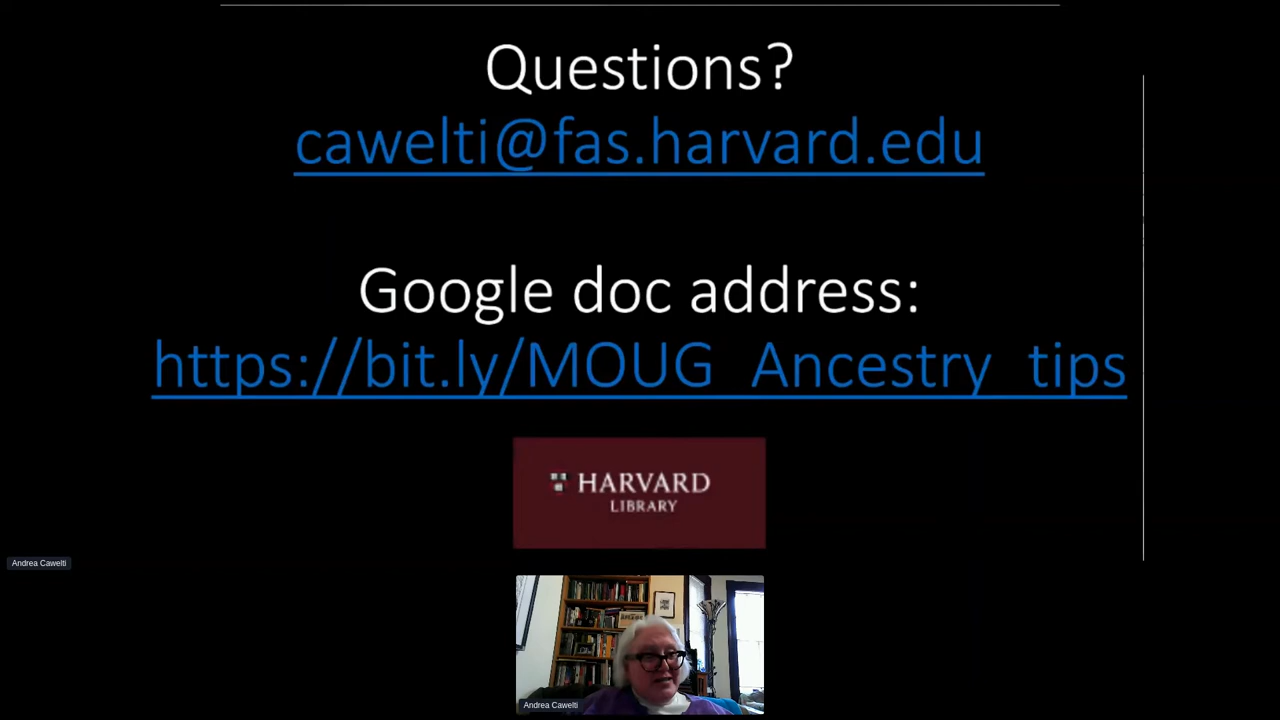 Questions?
cawelti@fas.harvard.edu
Google doc address:
https://bit.ly/MOUG_Ancestry_tips
HARVARD
LIBRARY
Andrea Cawelti
Andrea Cawelti